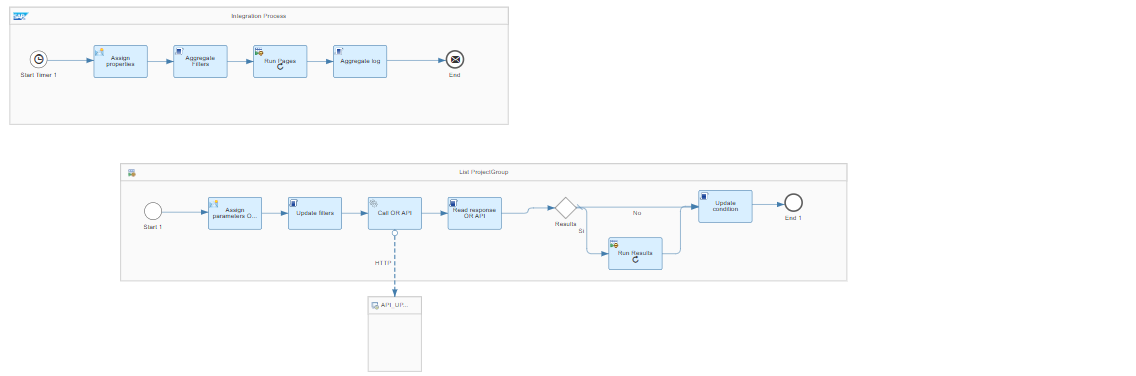 SAP
Integration Process
Start Timer 1
Assign
properties
Aggregate
Filters
Run Pages
Aggregate log
End
List ProjectGroup
Start 1
Assign
parameters O...
Update filters
Call OR API
Read response
OR API
Results
No
Si
Run Results
Update
condition
End 1
HTTP
API_UP...